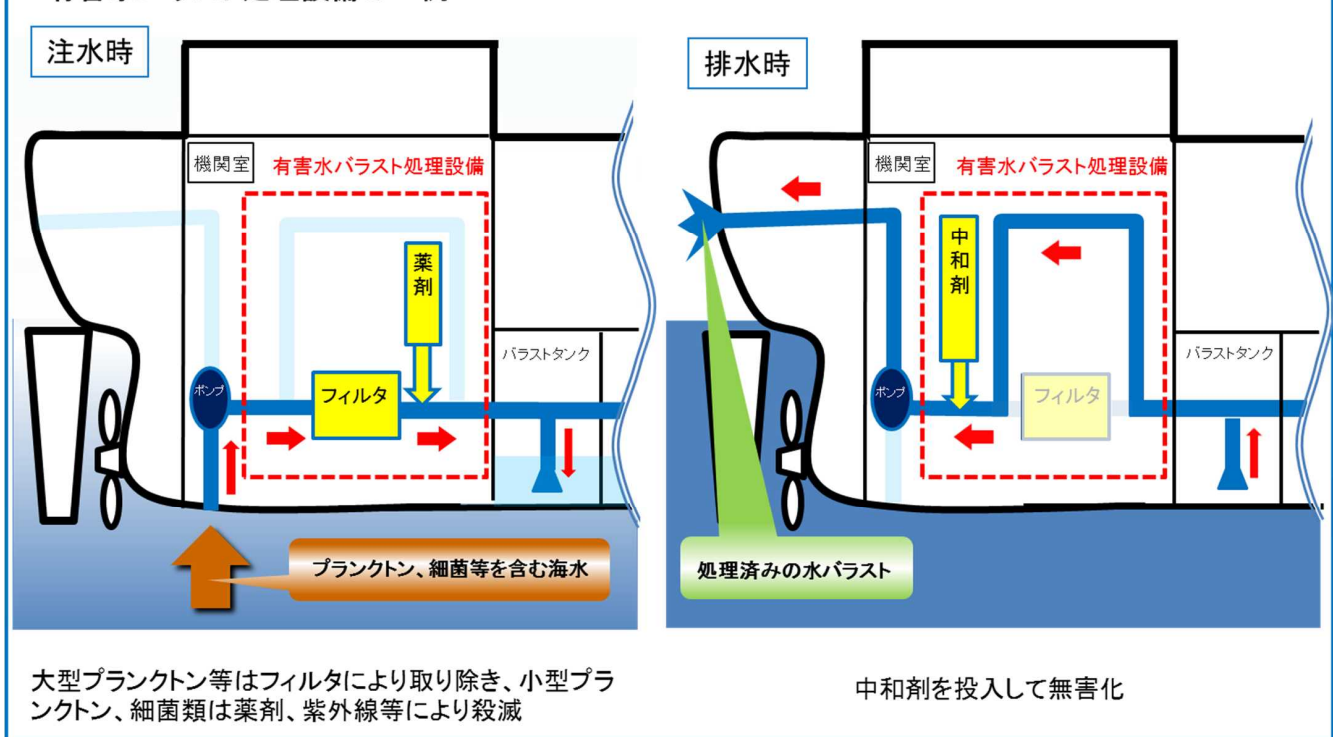 注水時
機関室
有害水バラスト処理設備
薬剤
バラストタンク
ポンプ
フィルタ
プランクトン、細菌等を含む海水
大型プランクトン等はフィルタにより取り除き、小型プラ
ンクトン、細菌類は薬剤、紫外線等により殺滅
排水時
機関室
有害水バラスト処理設備
中和剤
バラストタンク
ポンプ
フィルタ
処理済みの水バラスト
中和剤を投入して無害化